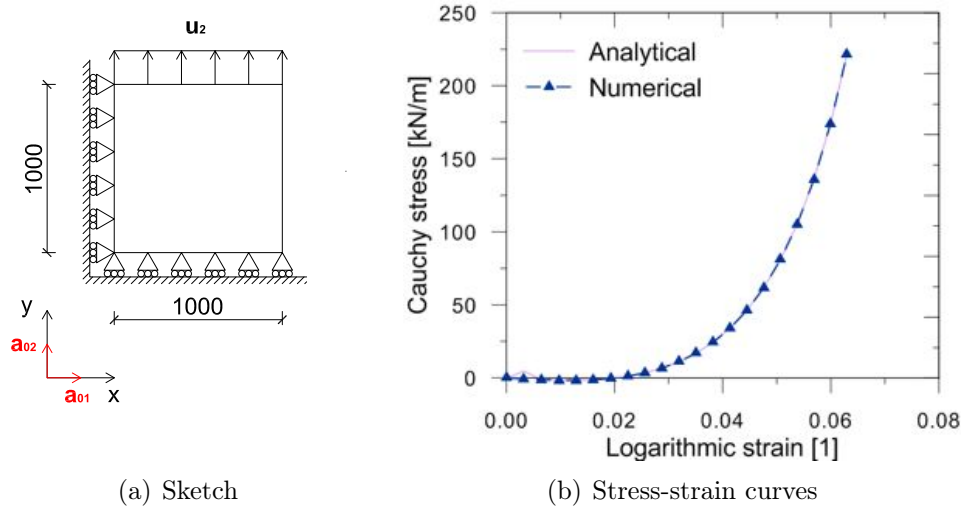 u₂
1000
1000
y
a₀₂
a₀₁
x
250
200
150
100
50
0
Cauchy stress [kN/m]
Analytical
Numerical
0.00
0.02
0.04
0.06
0.08
Logarithmic strain [1]
(a) Sketch
(b) Stress-strain curves